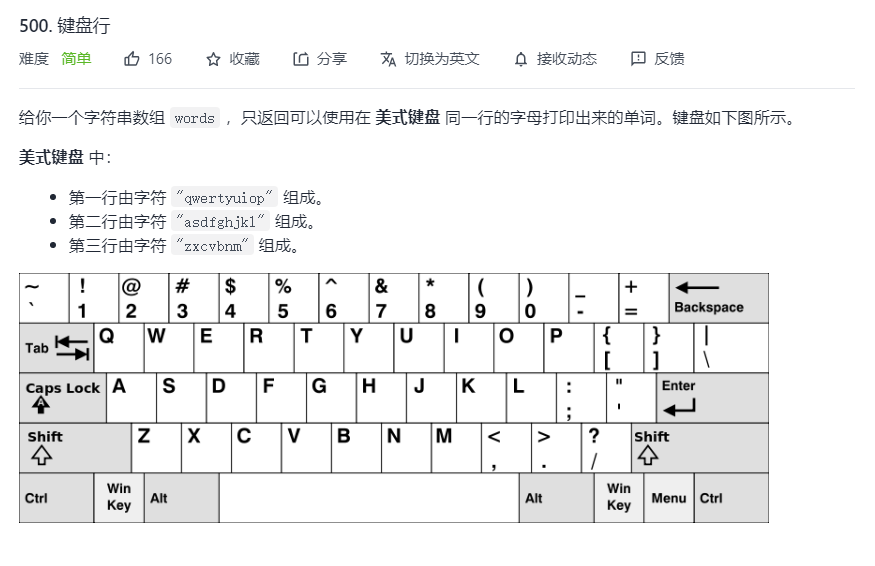 500. 键盘行
难度 简单 166 收藏 分享 切换为英文 接收动态 反馈
给你一个字符串数组 words ，只返回可以使用在 美式键盘 同一行的字母打印出来的单词。键盘如下图所示。
美式键盘 中：
第一行由字符 "qwertyuiop" 组成。
第二行由字符 "asdfghjkl" 组成。
第三行由字符 "zxcvbnm" 组成。
~ ! @ # $ % ^ & * ( ) _ +
` 1 2 3 4 5 6 7 8 9 0 - = Backspace
Tab Q W E R T Y U I O P { } |
[ ] \
Caps Lock A S D F G H J K L : " Enter
A ; '
Shift Z X C V B N M < > ? Shift
, . /
Ctrl Win Key Alt Alt Win Key Menu Ctrl